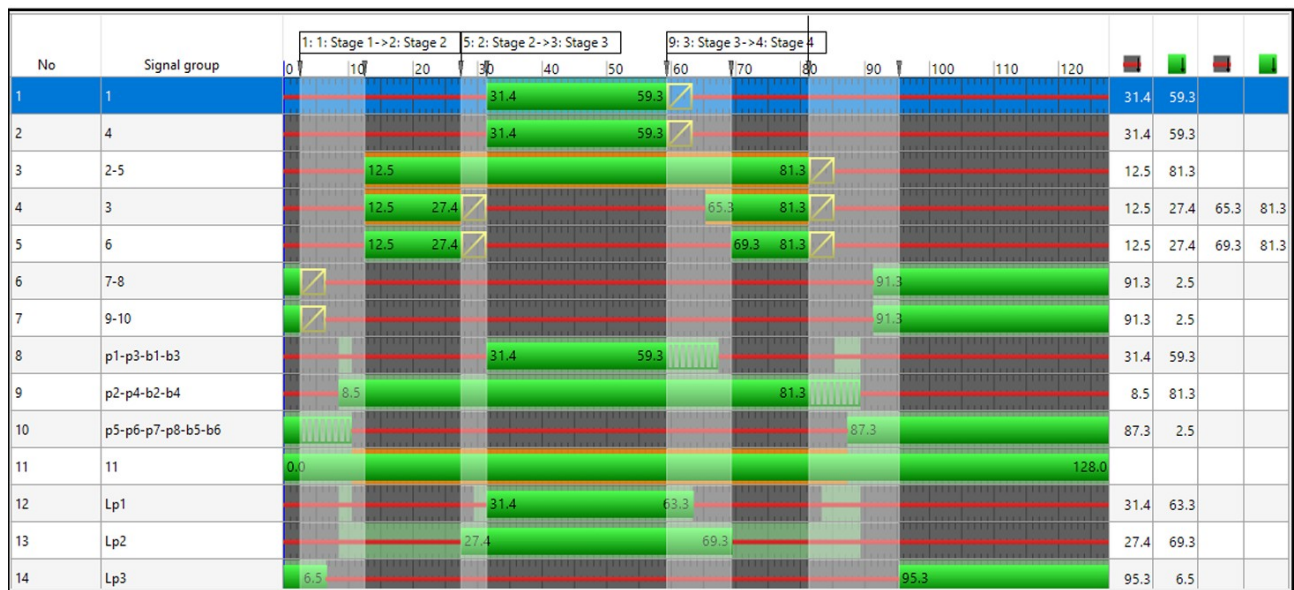 1: 1: Stage 1->2: Stage 2 5: 2: Stage 2->3: Stage 3 9: 3: Stage 3->4: Stage 4
No Signal group 0 10 20 30 40 50 60 70 80 90 100 110 120
1 1 31.4 59.3 31.4 59.3
2 4 31.4 59.3 31.4 59.3
3 2-5 12.5 81.3 12.5 81.3
4 3 12.5 27.4 65.3 81.3 12.5 27.4 65.3 81.3
5 6 12.5 27.4 69.3 81.3 12.5 27.4 69.3 81.3
6 7-8 91.3 91.3 2.5
7 9-10 91.3 91.3 2.5
8 p1-p3-b1-b3 31.4 59.3 31.4 59.3
9 p2-p4-b2-b4 8.5 81.3 8.5 81.3
10 p5-p6-p7-p8-b5-b6 87.3 87.3 2.5
11 11 0.0 128.0
12 Lp1 31.4 63.3 31.4 63.3
13 Lp2 27.4 69.3 27.4 69.3
14 Lp3 6.5 95.3 95.3 6.5